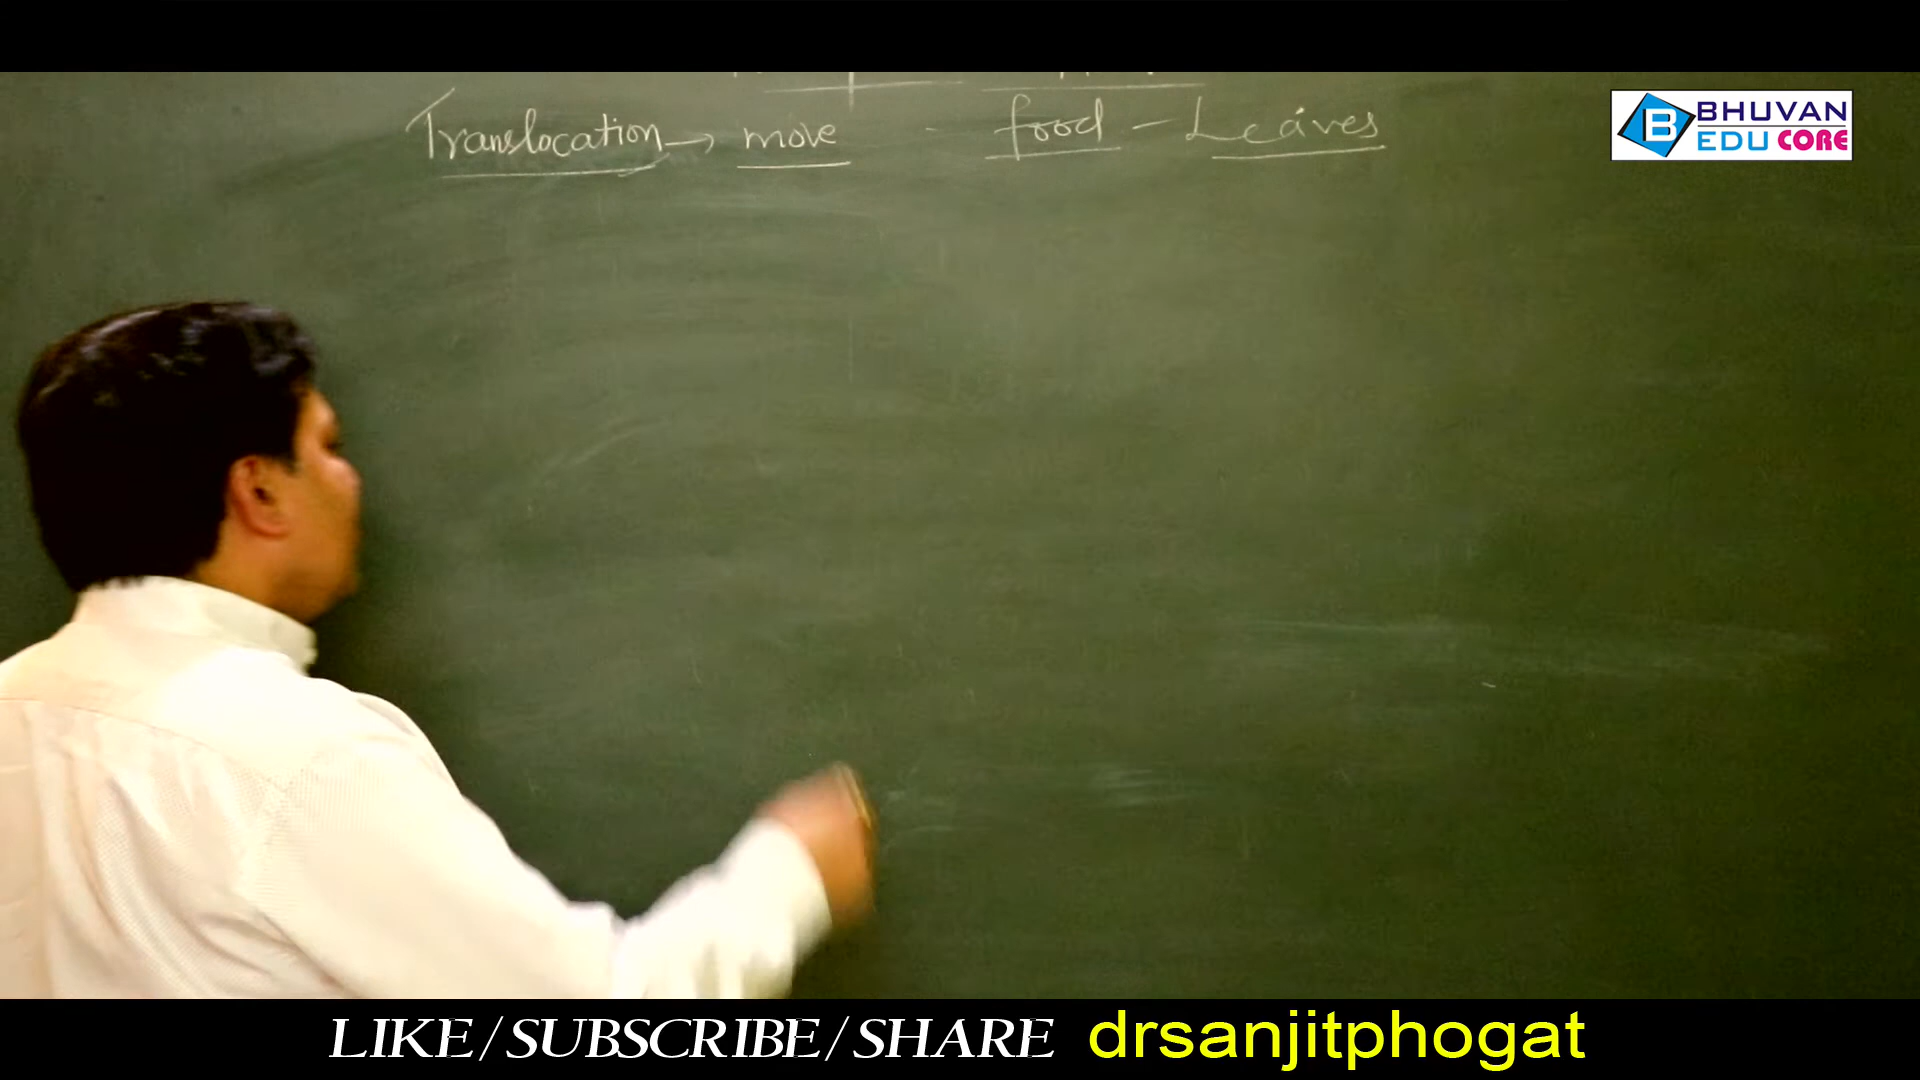 Translocation → move - food - Leaves
BHUVAN
EDU CORE
B
LIKE/SUBSCRIBE/SHARE drsanjitphogat